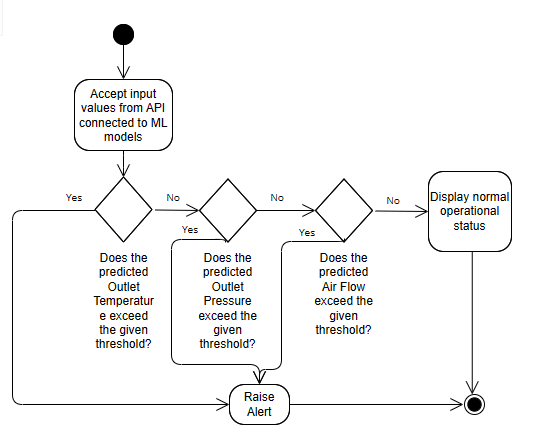 Accept input
values from API
connected to ML
models
Yes
No
No
No
Display normal
operational
status
Yes
Yes
Does the
predicted
Outlet
Temperatur
e exceed
the given
threshold?
Does the
predicted
Outlet
Pressure
exceed the
given
threshold?
Does the
predicted
Air Flow
exceed the
given
threshold?
Raise
Alert